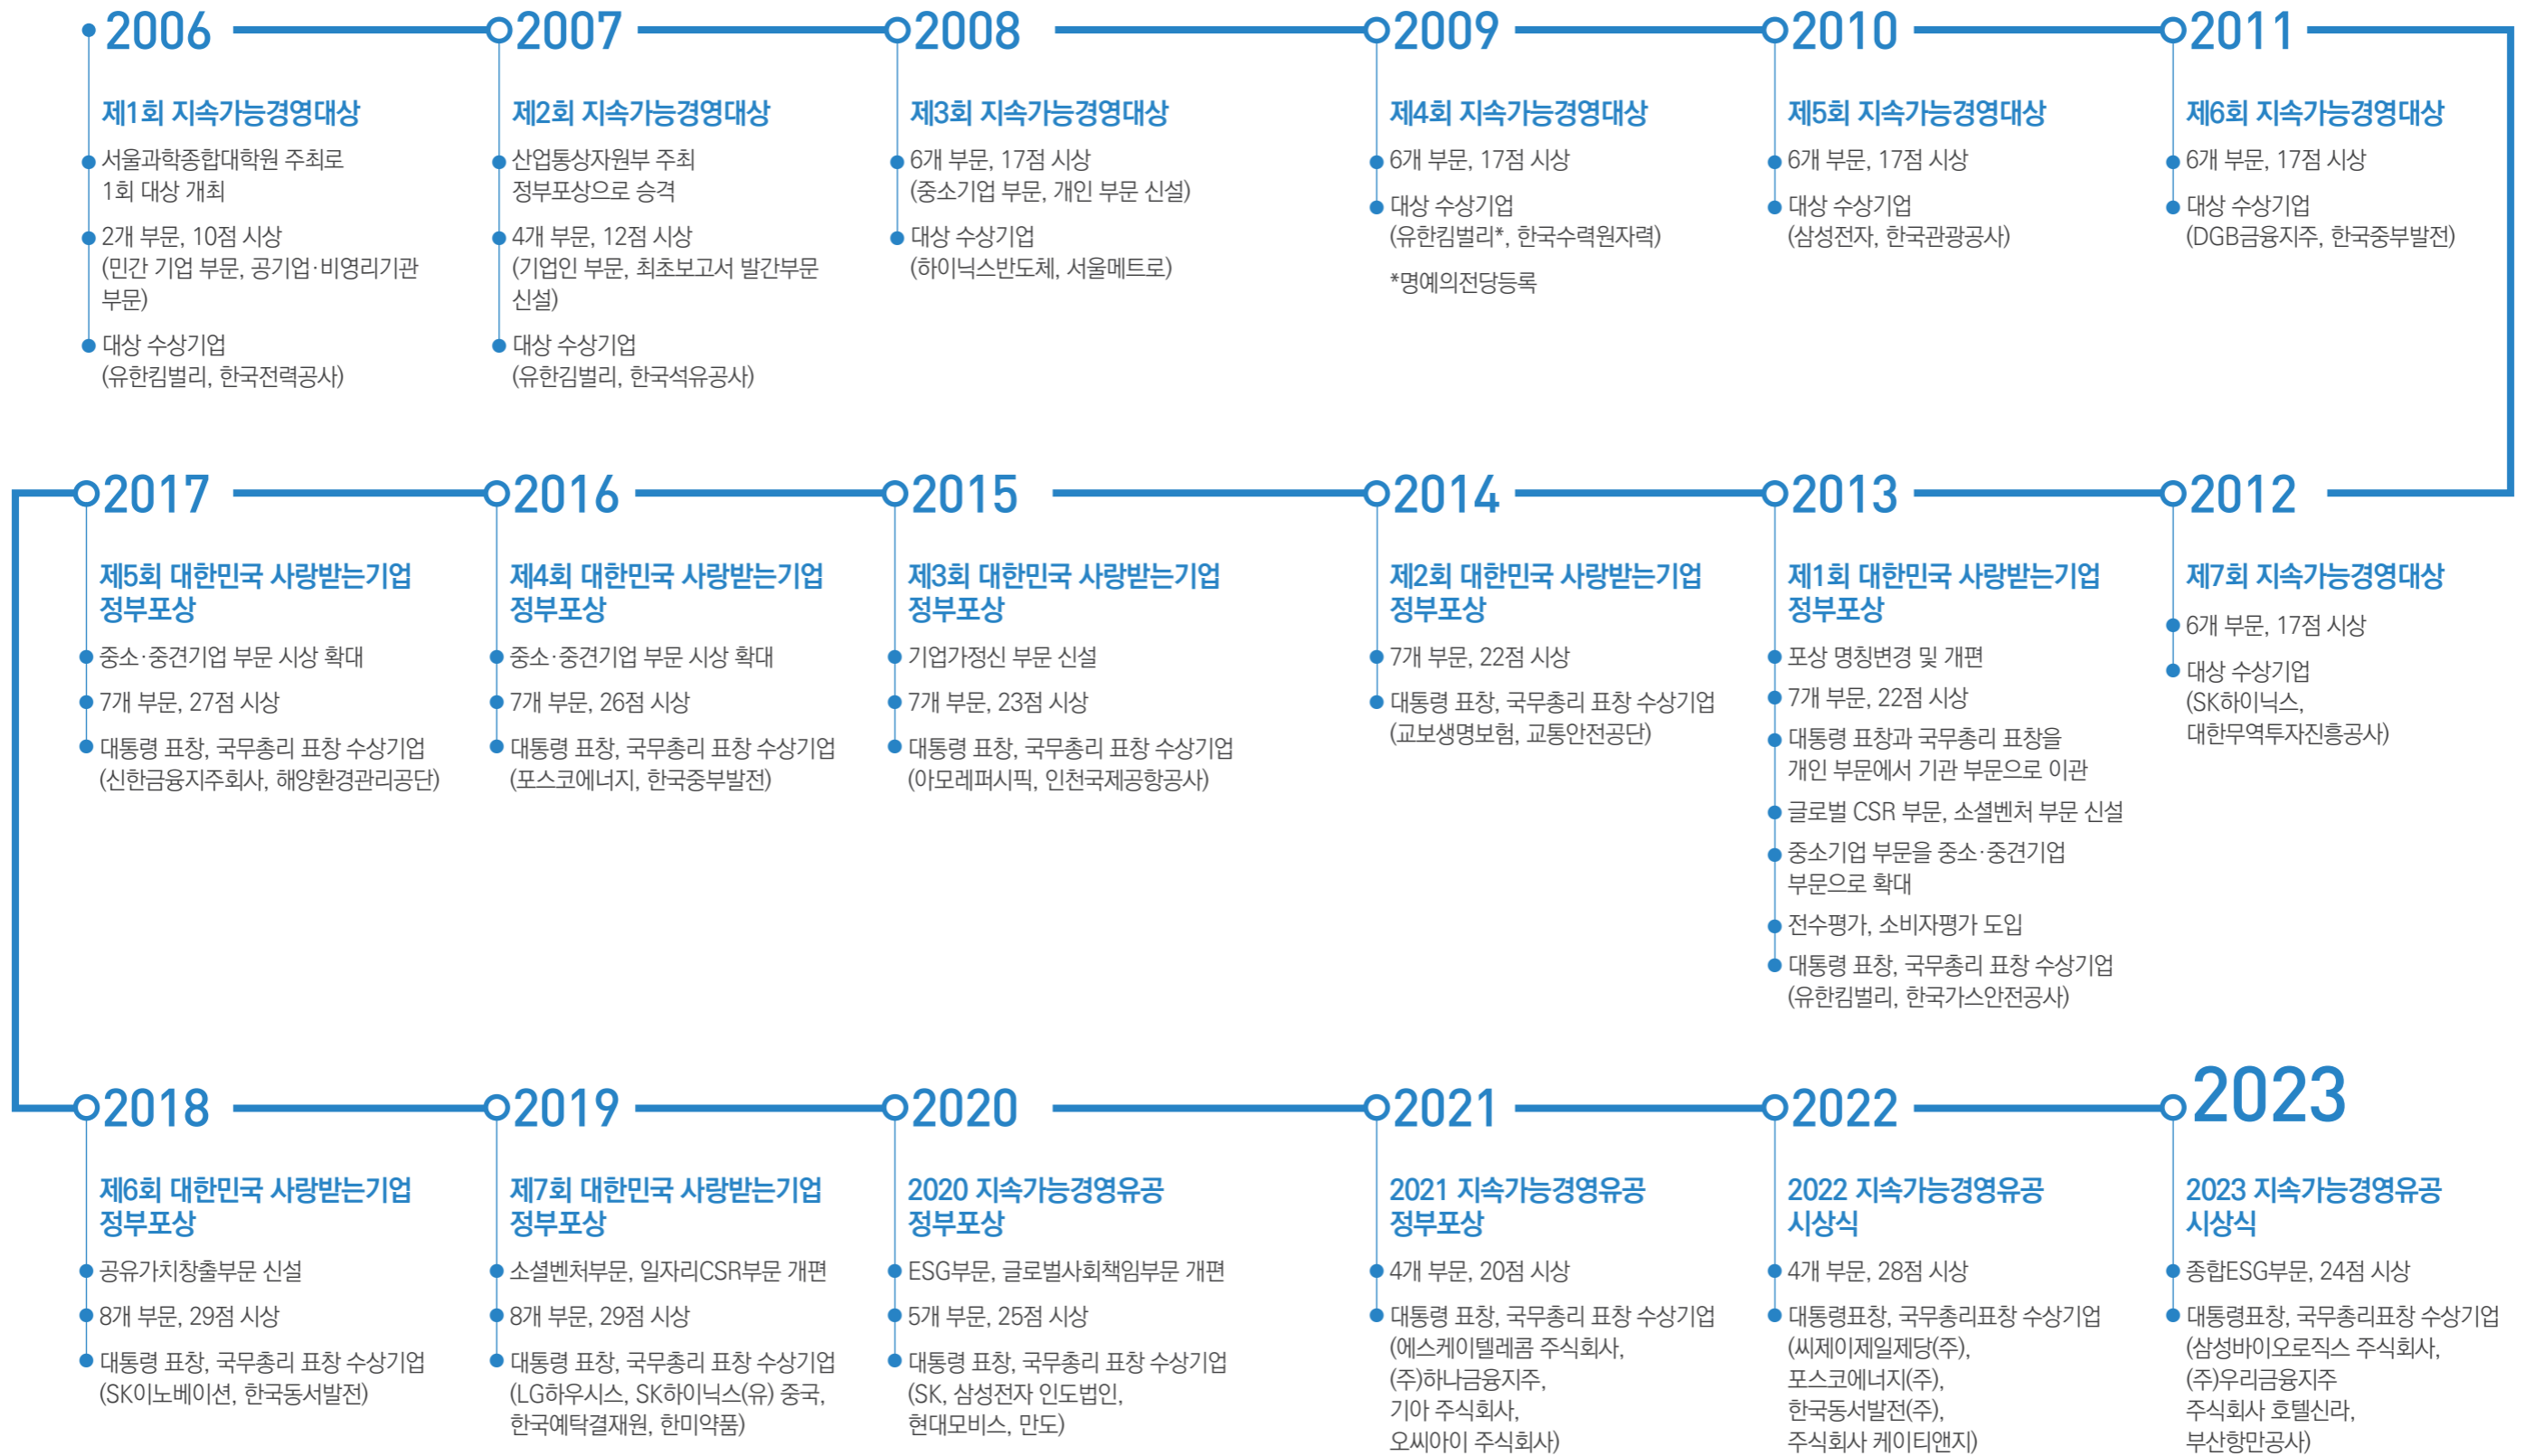 2006
제1회 지속가능경영대상
서울과학종합대학원 주최로
1회 대상 개최
2개 부문, 10점 시상
(민간 기업 부문, 공기업·비영리기관
부문)
대상 수상기업
(유한킴벌리, 한국전력공사)
2007
제2회 지속가능경영대상
산업통상자원부 주최
정부포상으로 승격
4개 부문, 12점 시상
(기업인 부문, 최초보고서 발간부문
신설)
대상 수상기업
(유한김벌리, 한국석유공사)
2008
제3회 지속가능경영대상
6개 부문, 17점 시상
(중소기업 부문, 개인 부문 신설)
대상 수상기업
(하이닉스반도체, 서울메트로)
2009
제4회 지속가능경영대상
6개 부문, 17점 시상
대상 수상기업
(유한킴벌리*, 한국수력원자력)
*명예의전당등록
2010
제5회 지속가능경영대상
6개 부문, 17점 시상
대상 수상기업
(삼성전자, 한국관광공사)
2011
제6회 지속가능경영대상
6개 부문, 17점 시상
대상 수상기업
(DGB금융지주, 한국중부발전)
2012
제7회 지속가능경영대상
6개 부문, 17점 시상
대상 수상기업
(SK하이닉스,
대한무역투자진흥공사)
2013
제1회 대한민국 사랑받는기업
정부포상
포상 명칭변경 및 개편
7개 부문, 22점 시상
대통령 표창과 국무총리 표창을
개인 부문에서 기관 부문으로 이관
글로벌 CSR 부문, 소셜벤처 부문 신설
중소기업 부문을 중소·중견기업
부문으로 확대
전수평가, 소비자평가 도입
대통령 표창, 국무총리 표창 수상기업
(유한킴벌리, 한국가스안전공사)
2014
제2회 대한민국 사랑받는기업
정부포상
7개 부문, 22점 시상
대통령 표창, 국무총리 표창 수상기업
(교보생명보험, 교통안전공단)
2015
제3회 대한민국 사랑받는기업
정부포상
기업가정신 부문 신설
7개 부문, 23점 시상
대통령 표창, 국무총리 표창 수상기업
(아모레퍼시픽, 인천국제공항공사)
2016
제4회 대한민국 사랑받는기업
정부포상
중소·중견기업 부문 시상 확대
7개 부문, 26점 시상
대통령 표창, 국무총리 표창 수상기업
(포스코에너지, 한국중부발전)
2017
제5회 대한민국 사랑받는기업
정부포상
중소·중견기업 부문 시상 확대
7개 부문, 27점 시상
대통령 표창, 국무총리 표창 수상기업
(신한금융지주회사, 해양환경관리공단)
2018
제6회 대한민국 사랑받는기업
정부포상
공유가치창출부문 신설
8개 부문, 29점 시상
대통령 표창, 국무총리 표창 수상기업
(SK이노베이션, 한국동서발전)
2019
제7회 대한민국 사랑받는기업
정부포상
소셜벤처부문, 일자리CSR부문 개편
8개 부문, 29점 시상
대통령 표창, 국무총리 표창 수상기업
(LG하우시스, SK하이닉스(유) 중국,
한국예탁결재원, 한미약품)
2020
2020 지속가능경영유공
정부포상
ESG부문, 글로벌사회책임부문 개편
5개 부문, 25점 시상
대통령 표창, 국무총리 표창 수상기업
(SK, 삼성전자 인도법인,
현대모비스, 만도)
2021
2021 지속가능경영유공
정부포상
4개 부문, 20점 시상
대통령 표창, 국무총리 표창 수상기업
(에스케이텔레콤 주식회사,
(주)하나금융지주,
기아 주식회사,
오씨아이 주식회사)
2022
2022 지속가능경영유공
시상식
4개 부문, 28점 시상
대통령표창, 국무총리표창 수상기업
(씨제이제일제당(주),
포스코에너지(주),
한국동서발전(주),
주식회사 케이티앤지)
2023
2023 지속가능경영유공
시상식
종합ESG부문, 24점 시상
대통령표창, 국무총리표창 수상기업
(삼성바이오로직스 주식회사,
(주)우리금융지주
주식회사 호텔신라,
부산항만공사)